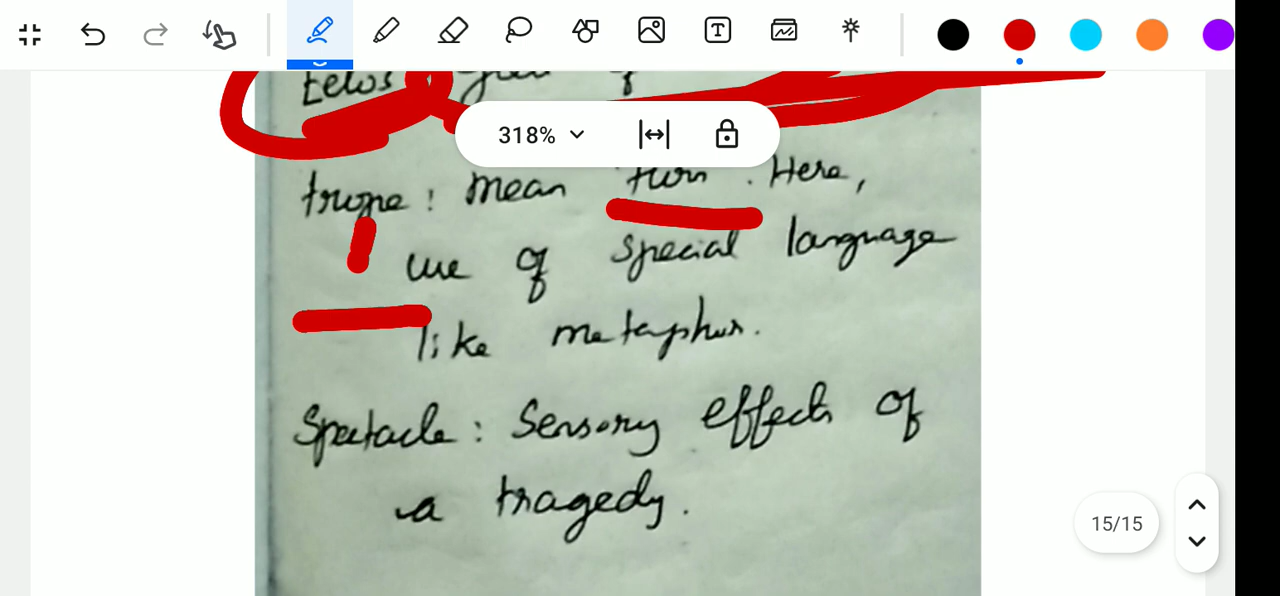 318%
telos
trope : Mean "turn". Here,
use of special language
like metaphor.
Spectacle : Sensory effects of
a tragedy.
15/15